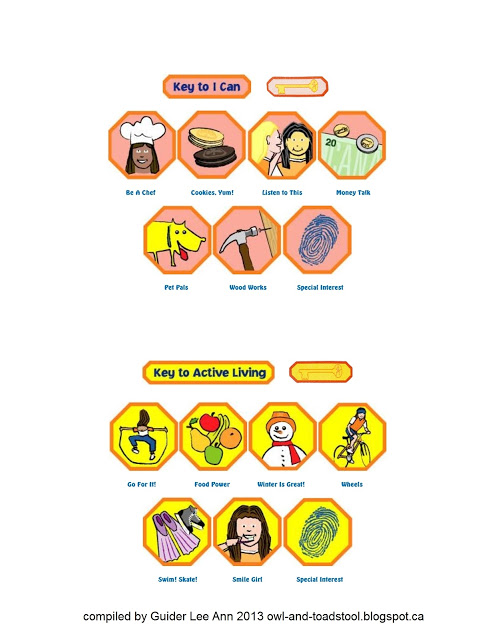 Key to I Can
20
CAN
Be A Chef
Cookies, Yum!
Listen to This
Money Talk
Pet Pals
Wood Works
Special Interest
Key to Active Living
Go For It!
Food Power
Winter Is Great!
Wheels
Swim! Skate!
Smile Girl
Special Interest
compiled by Guider Lee Ann 2013 owl-and-toadstool.blogspot.ca